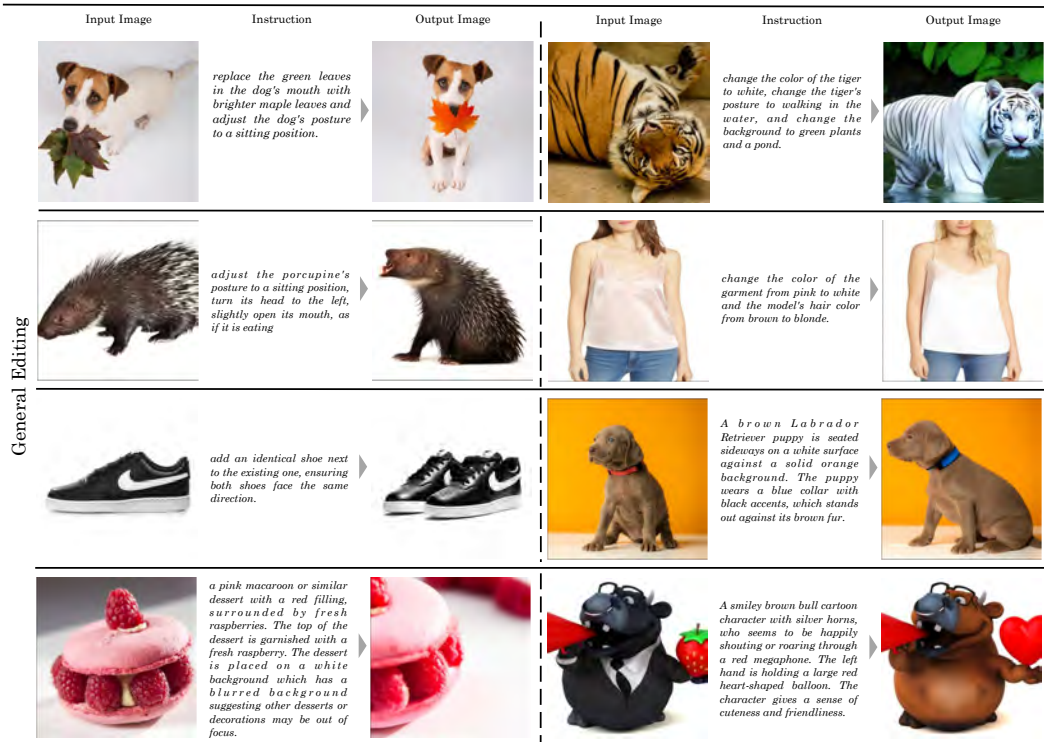 Input Image
Instruction
Output Image
Input Image
Instruction
Output Image
General Editing
replace the green leaves
in the dog's mouth with
brighter maple leaves and
adjust the dog's posture
to a sitting position.
change the color of the tiger
to white, change the tiger's
posture to walking in the
water, and change the
background to green plants
and a pond.
adjust the porcupine's
posture to a sitting position,
turn its head to the left,
slightly open its mouth, as
if it is eating
change the color of the
garment from pink to white
and the model's hair color
from brown to blonde.
add an identical shoe next
to the existing one, ensuring
both shoes face the same
direction.
A brown Labrador
Retriever puppy is seated
sideways on a white surface
against a solid orange
background. The puppy
wears a blue collar with
black accents, which stands
out against its brown fur.
a pink macaroon or similar
dessert with a red filling,
surrounded by fresh
raspberries. The top of the
dessert is garnished with a
fresh raspberry. The dessert
is placed on a white
background which has a
blurred background
suggesting other desserts or
decorations may be out of
focus.
A smiley brown bull cartoon
character with silver horns,
who seems to be happily
shouting or roaring through
a red megaphone. The left
hand is holding a large red
heart-shaped balloon. The
character gives a sense of
cuteness and friendliness.